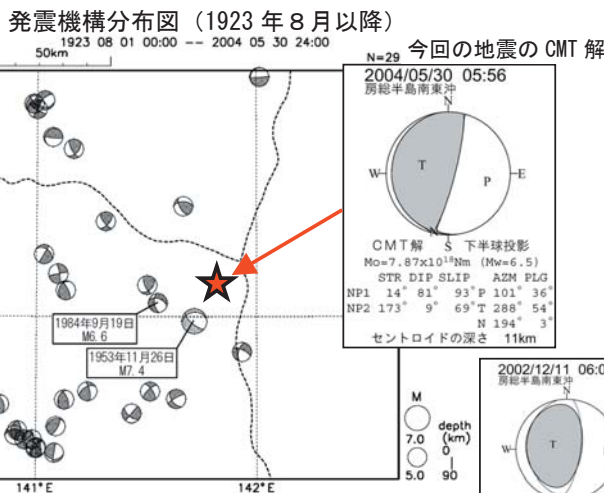 発震機構分布図（1923 年８月以降）
1923 08 01 00:00 -- 2004 05 30 24:00
50km
N=29
今回の地震の CMT 解
2004/05/30 05:56
房総半島南東沖
N
T
P
W
E
N
CMT解 S 下半球投影
Mo=7.87x10¹⁸Nm (Mw=6.5)
STR DIP SLIP AZM PLG
NP1 14° 81° 93° P 101° 36°
NP2 173° 9° 69° T 288° 54°
N 194° 3°
セントロイドの深さ 11km
1984年9月19日
M6.6
1953年11月26日
M7.4
M
7.0
5.0
depth
(km)
0
90
141°E
142°E
2002/12/11 06:0
房総半島南東沖
N
W
T